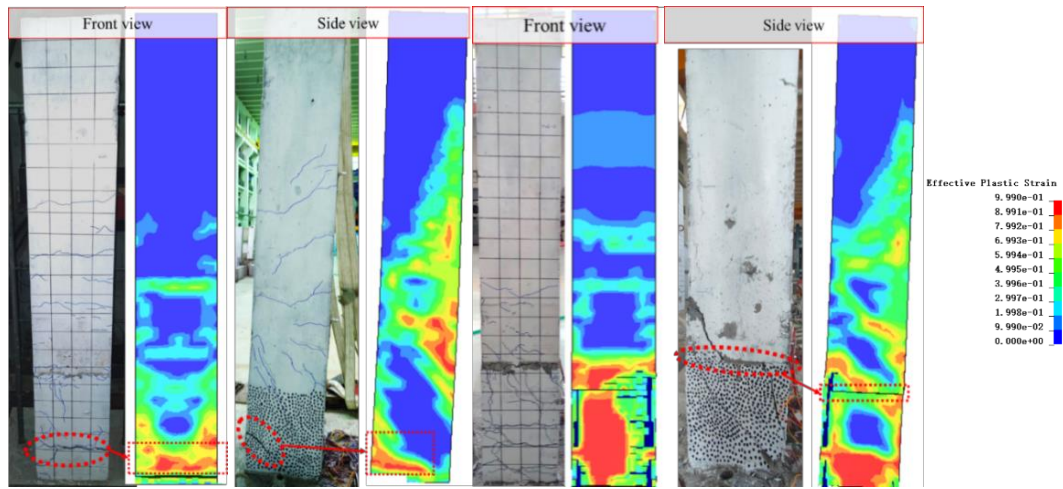 Front view
Side view
Front view
Side view
Effective Plastic Strain
9.990e-01
8.991e-01
7.992e-01
6.993e-01
5.994e-01
4.995e-01
3.996e-01
2.997e-01
1.998e-01
9.990e-02
0.000e+00